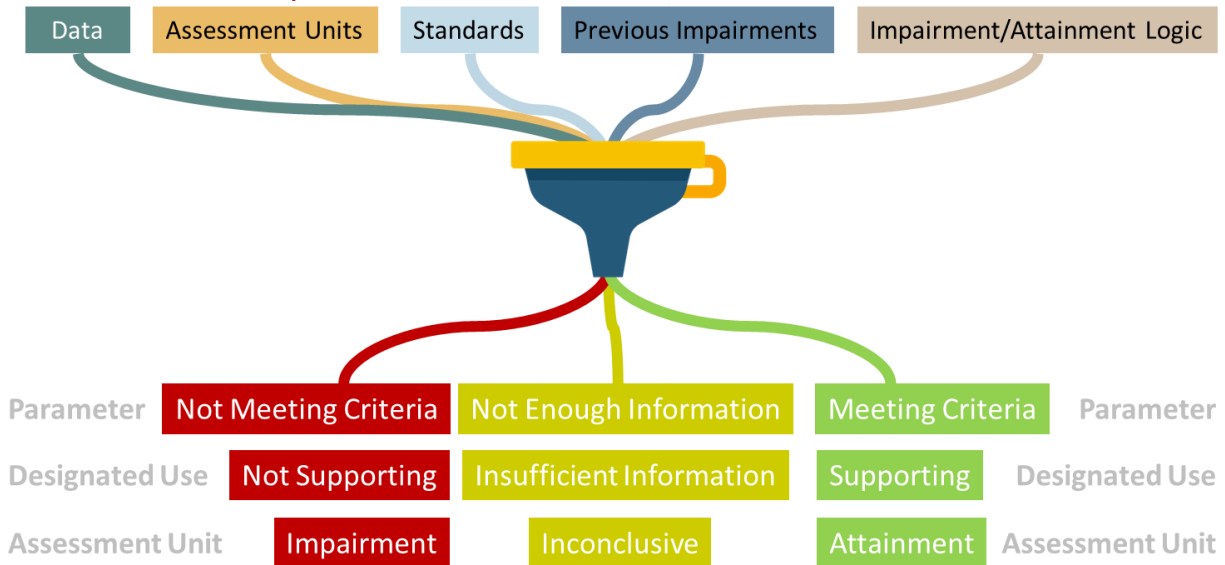 Data Assessment Units Standards Previous Impairments Impairment/Attainment Logic
Parameter Not Meeting Criteria Not Enough Information Meeting Criteria Parameter
Designated Use Not Supporting Insufficient Information Supporting Designated Use
Assessment Unit Impairment Inconclusive Attainment Assessment Unit